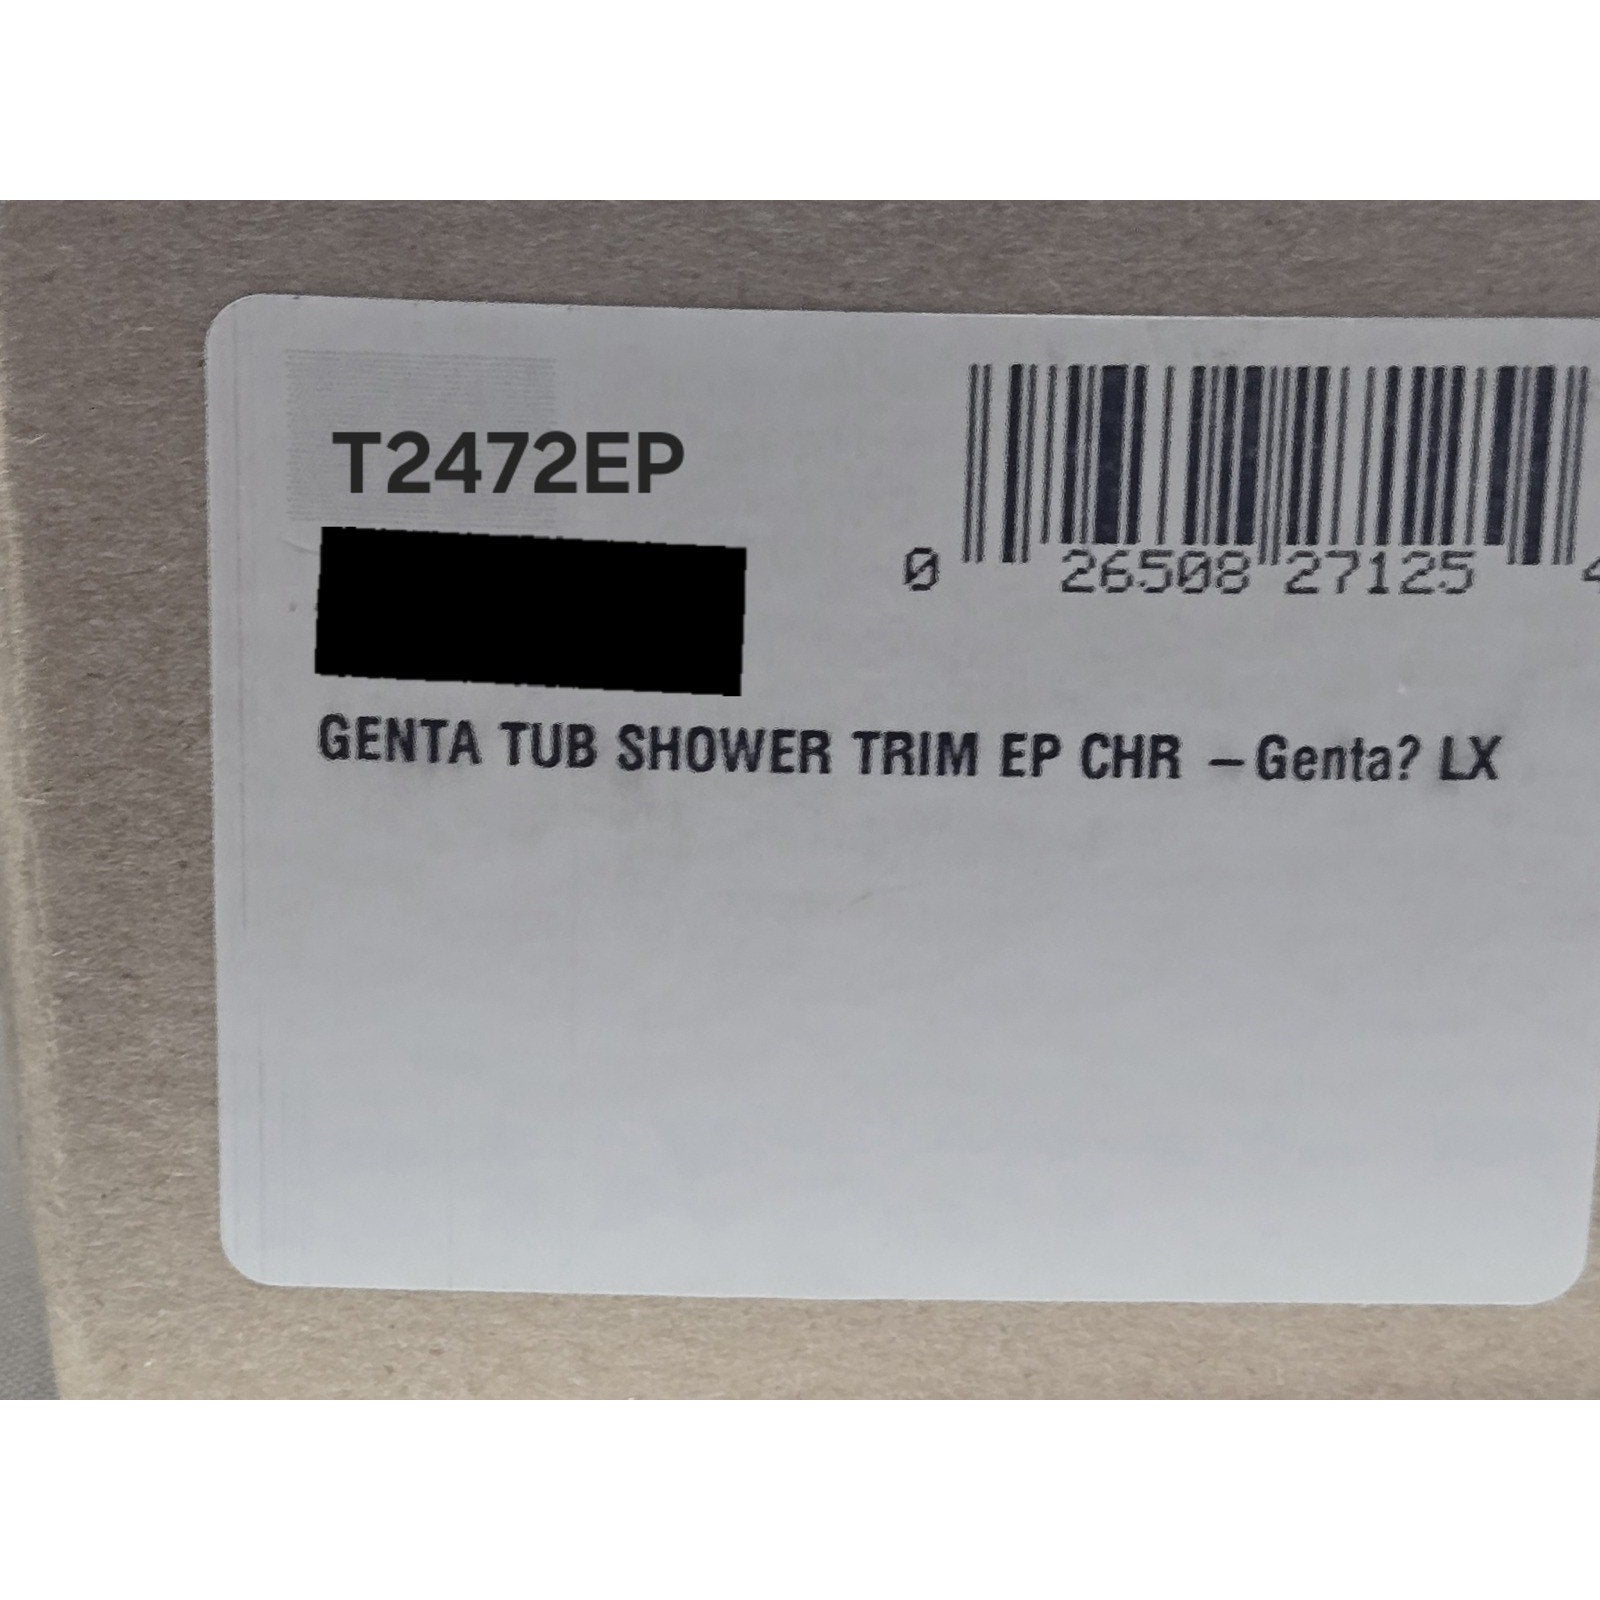 T2472EP
0 26508 27125 4
GENTA TUB SHOWER TRIM EP CHR – Genta? LX